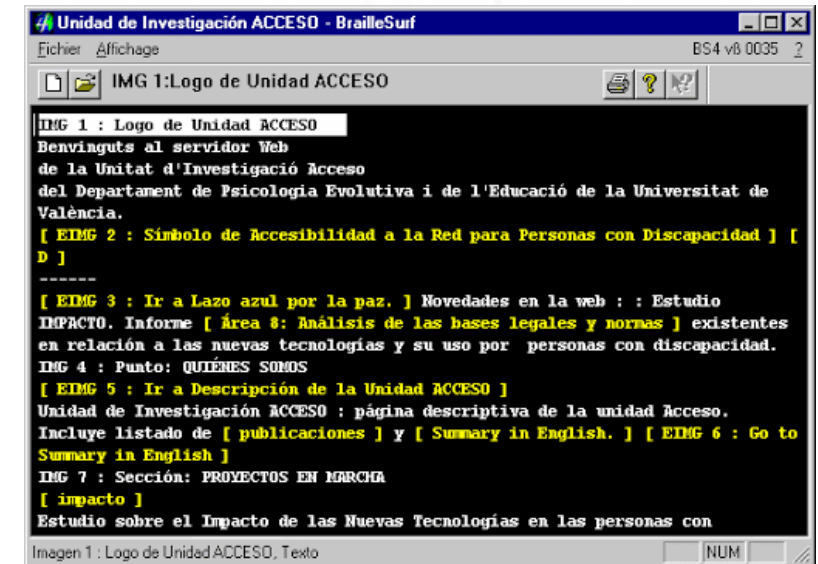 Unidad de Investigación ACCESO - BrailleSurf
Fichier Affichage BS4 vß 0035 ?
IMG 1:Logo de Unidad ACCESO
IMG 1 : Logo de Unidad ACCESO
Benvinguts al servidor Web
de la Unitat d'Investigació Acceso
del Departament de Psicologia Evolutiva i de l'Educació de la Universitat de
València.
[ EIMG 2 : Símbolo de Accesibilidad a la Red para Personas con Discapacidad ] [
D ]
------
[ EIMG 3 : Ir a Lazo azul por la paz. ] Novedades en la web : : Estudio
IMPACTO. Informe [ Área 8: Análisis de las bases legales y normas ] existentes
en relación a las nuevas tecnologías y su uso por personas con discapacidad.
IMG 4 : Punto: QUIÉNES SOMOS
[ EIMG 5 : Ir a Descripción de la Unidad ACCESO ]
Unidad de Investigación ACCESO : página descriptiva de la unidad Acceso.
Incluye listado de [ publicaciones ] y [ Summary in English. ] [ EIMG 6 : Go to
Summary in English ]
IMG 7 : Sección: PROYECTOS EN MARCHA
[ impacto ]
Estudio sobre el Impacto de las Nuevas Tecnologías en las personas con
Imagen 1 : Logo de Unidad ACCESO, Texto NUM